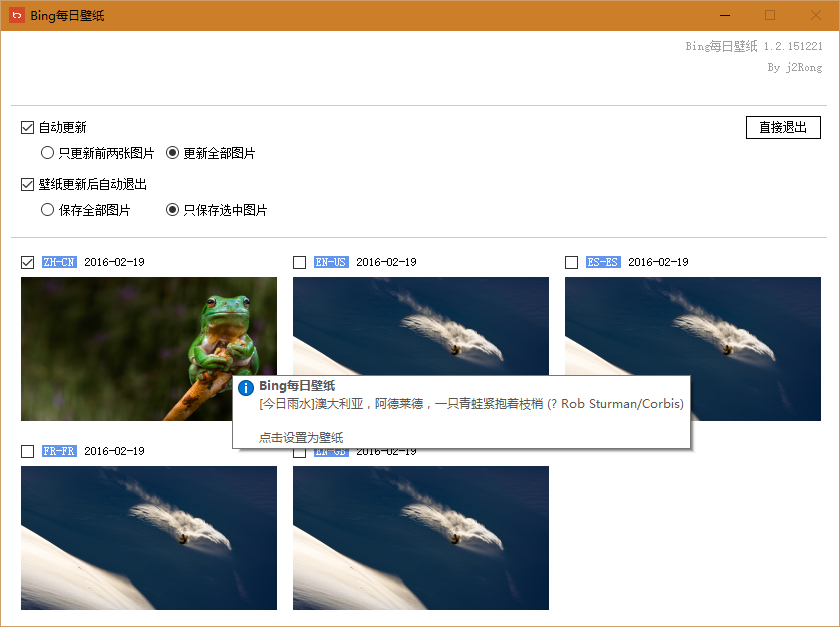 Bing每日壁纸
Bing每日壁纸 1.2.151221
By j2Rong
自动更新
直接退出
只更新前两张图片 更新全部图片
壁纸更新后自动退出
保存全部图片 只保存选中图片
ZH-CN 2016-02-19
EN-US 2016-02-19
ES-ES 2016-02-19
Bing每日壁纸
[今日雨水]澳大利亚，阿德莱德，一只青蛙紧抱着枝梢 (? Rob Sturman/Corbis)
点击设置为壁纸
FR-FR 2016-02-19
EN-GB 2016-02-19